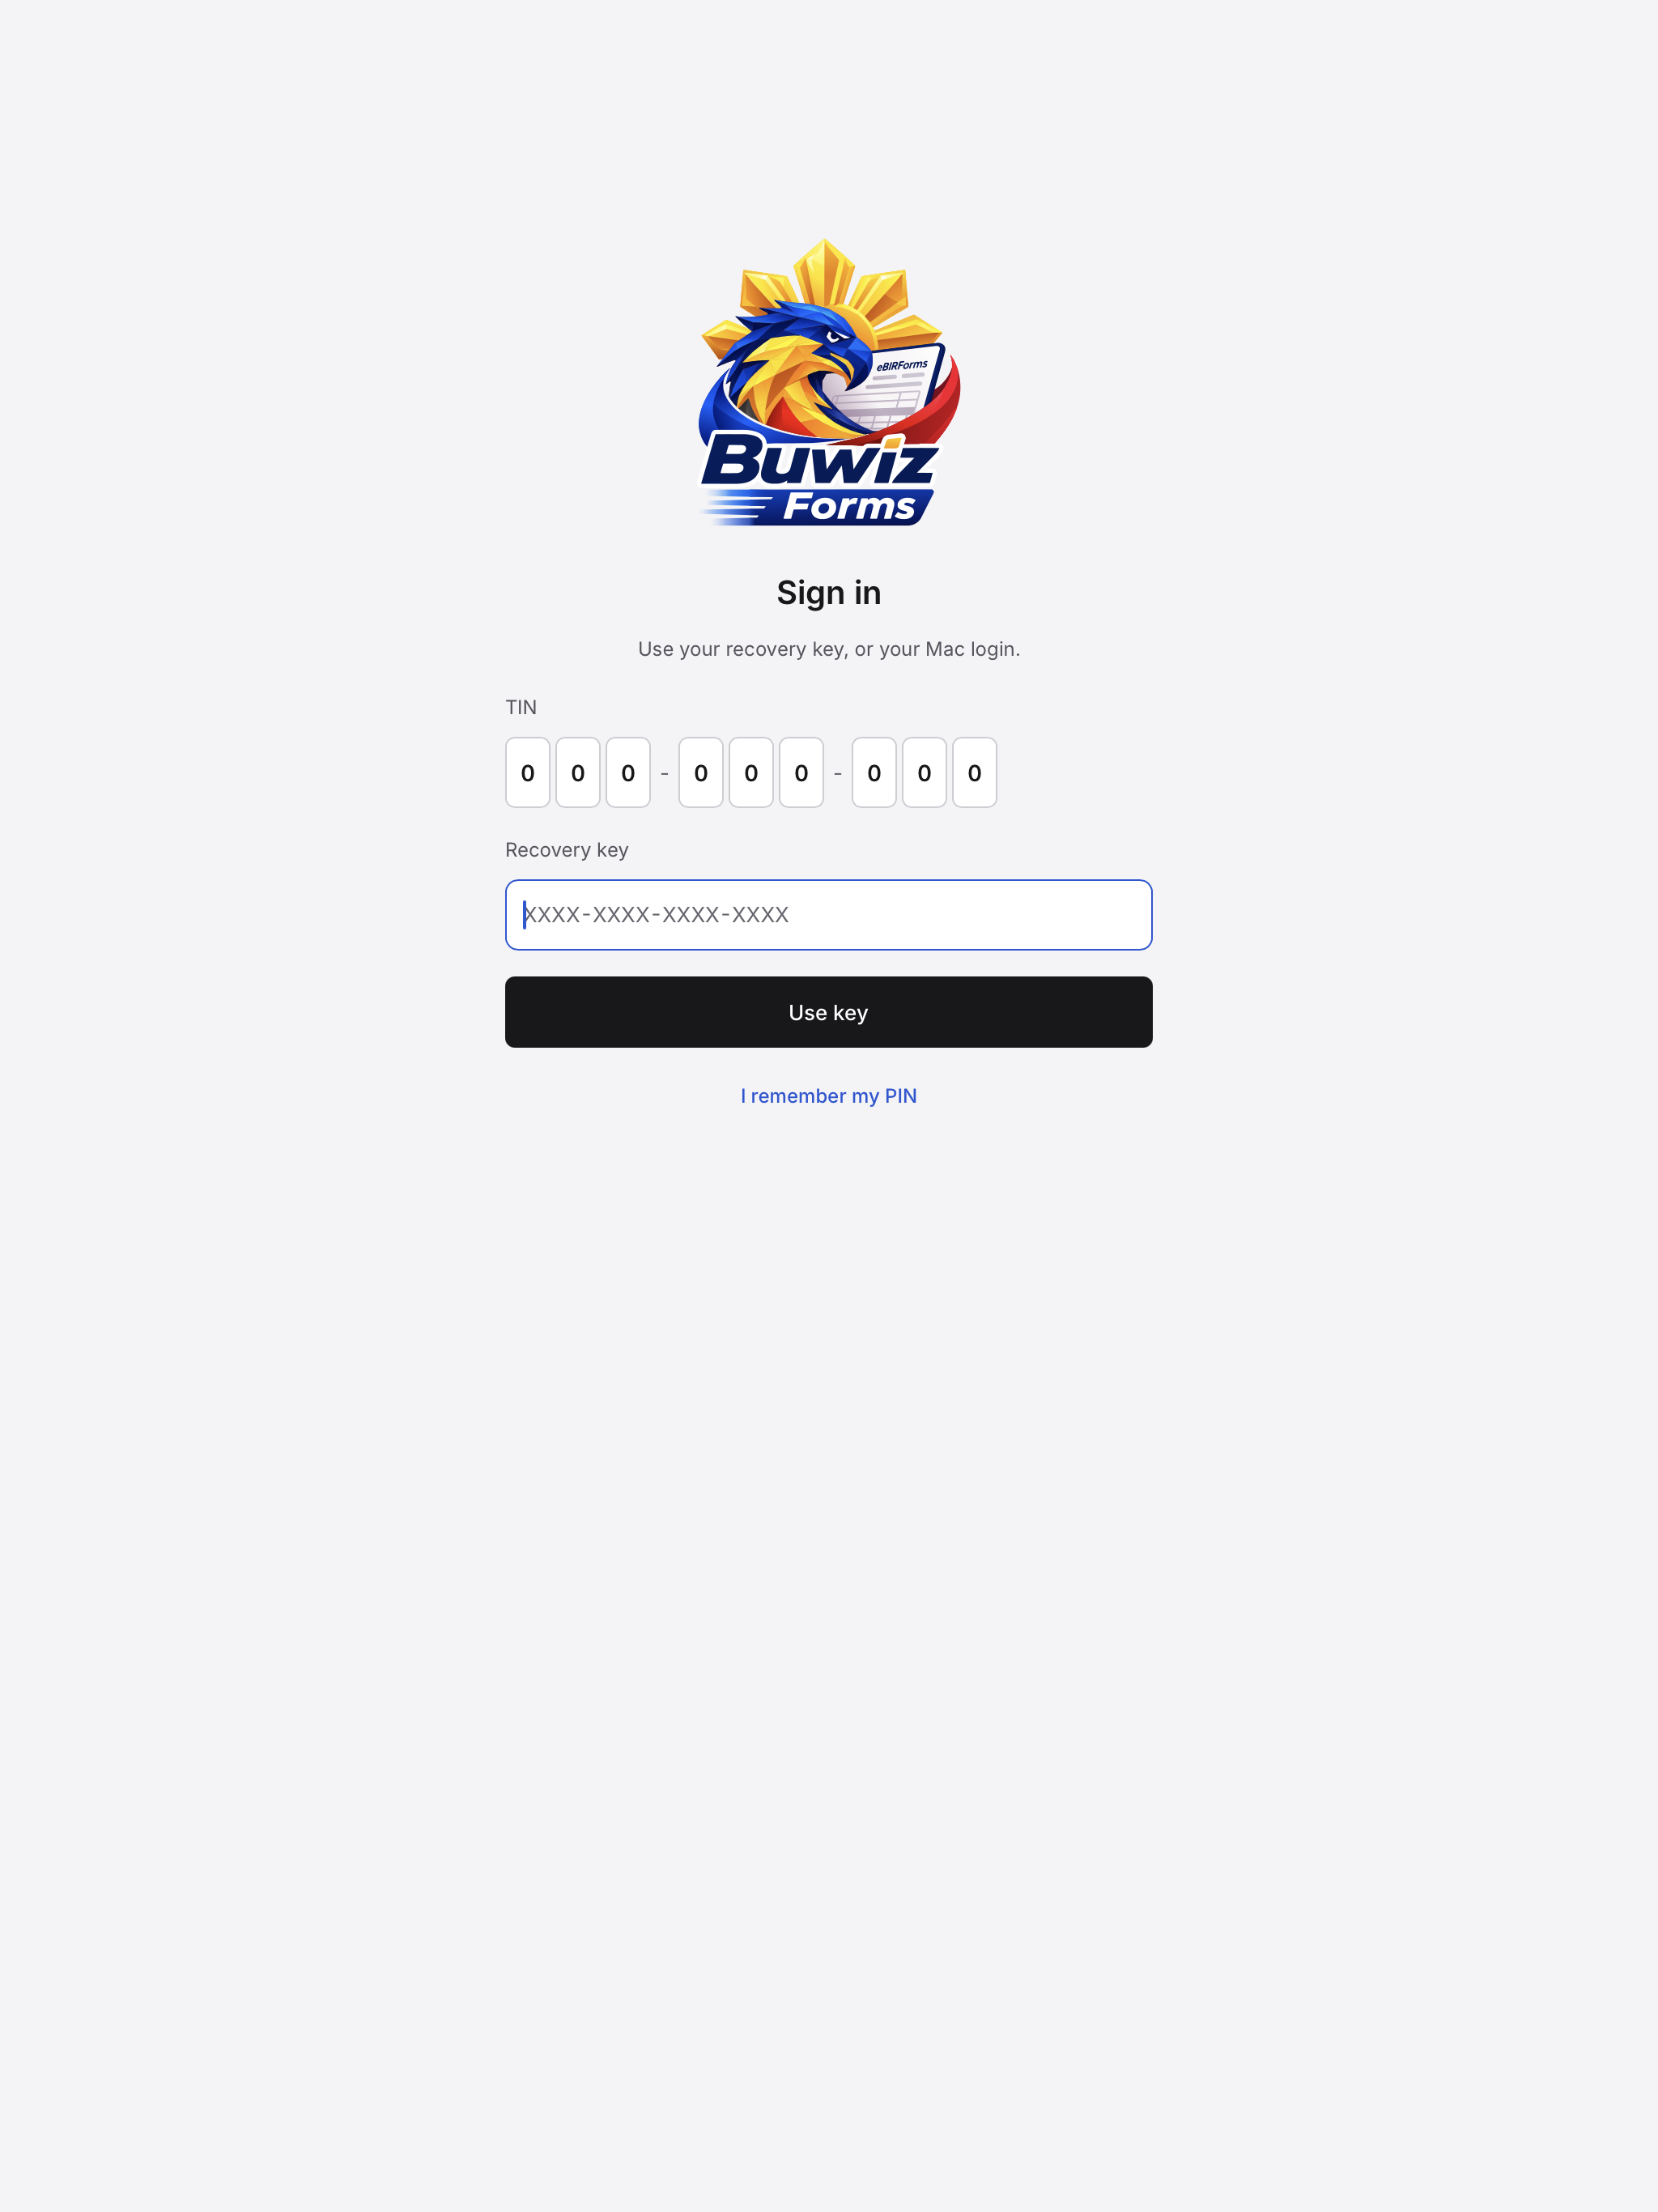 eBIRForms
Buwiz
Forms
Sign in
Use your recovery key, or your Mac login.
TIN
0 0 0 - 0 0 0 - 0 0 0
Recovery key
XXXX-XXXX-XXXX-XXXX
Use key
I remember my PIN